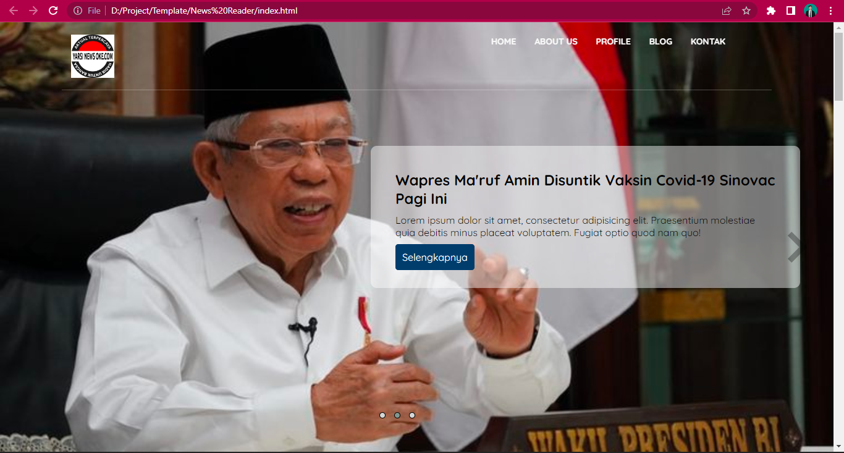 File
D:/Project/Template/News%20Reader/index.html
YARSI NEWS OKE.COM
HOME ABOUT US PROFILE BLOG KONTAK
Wapres Ma'ruf Amin Disuntik Vaksin Covid-19 Sinovac
Pagi Ini
Lorem ipsum dolor sit amet, consectetur adipisicing elit. Praesentium molestiae
quia debitis minus placeat voluptatem. Fugiat optio quod nam quo!
Selengkapnya
WAKIL PRESIDEN RI